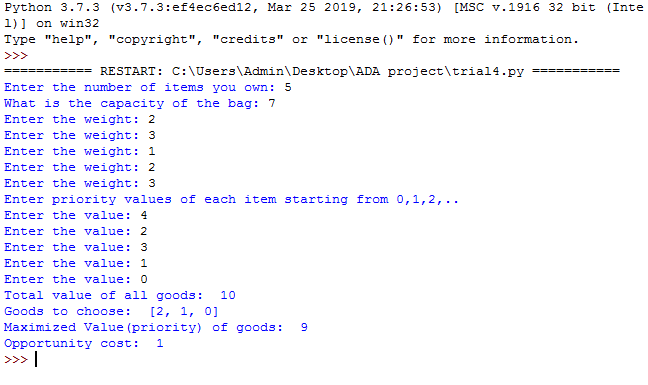 Python 3.7.3 (v3.7.3:ef4ec6ed12, Mar 25 2019, 21:26:53) [MSC v.1916 32 bit (Inte
l)] on win32
Type "help", "copyright", "credits" or "license()" for more information.
>>>
=========== RESTART: C:\Users\Admin\Desktop\ADA project\trial4.py ===========
Enter the number of items you own: 5
What is the capacity of the bag: 7
Enter the weight: 2
Enter the weight: 3
Enter the weight: 1
Enter the weight: 2
Enter the weight: 3
Enter priority values of each item starting from 0,1,2,..
Enter the value: 4
Enter the value: 2
Enter the value: 3
Enter the value: 1
Enter the value: 0
Total value of all goods:  10
Goods to choose:  [2, 1, 0]
Maximized Value(priority) of goods:  9
Opportunity cost:  1
>>>